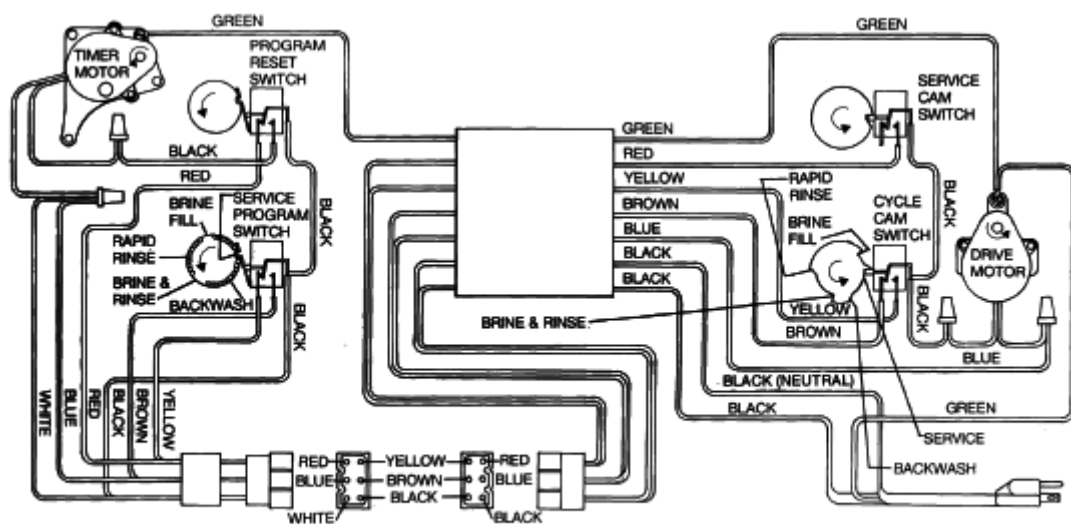 GREEN
TIMER
MOTOR
PROGRAM
RESET
SWITCH
BLACK
RED
BRINE
FILL
SERVICE
PROGRAM
SWITCH
RAPID
RINSE
BRINE &
RINSE
BACKWASH
BLACK
BLACK
WHITE
BLUE
RED
BLACK
BROWN
YELLOW
RED
BLUE
WHITE
YELLOW
BROWN
BLACK
RED
BLUE
BLACK
GREEN
GREEN
RED
YELLOW
BROWN
BLUE
BLACK
BLACK
SERVICE
CAM
SWITCH
RAPID
RINSE
BRINE
FILL
CYCLE
CAM
SWITCH
BLACK
DRIVE
MOTOR
BRINE & RINSE
YELLOW
BROWN
BLACK
BLUE
BLACK (NEUTRAL)
BLACK
GREEN
SERVICE
BACKWASH